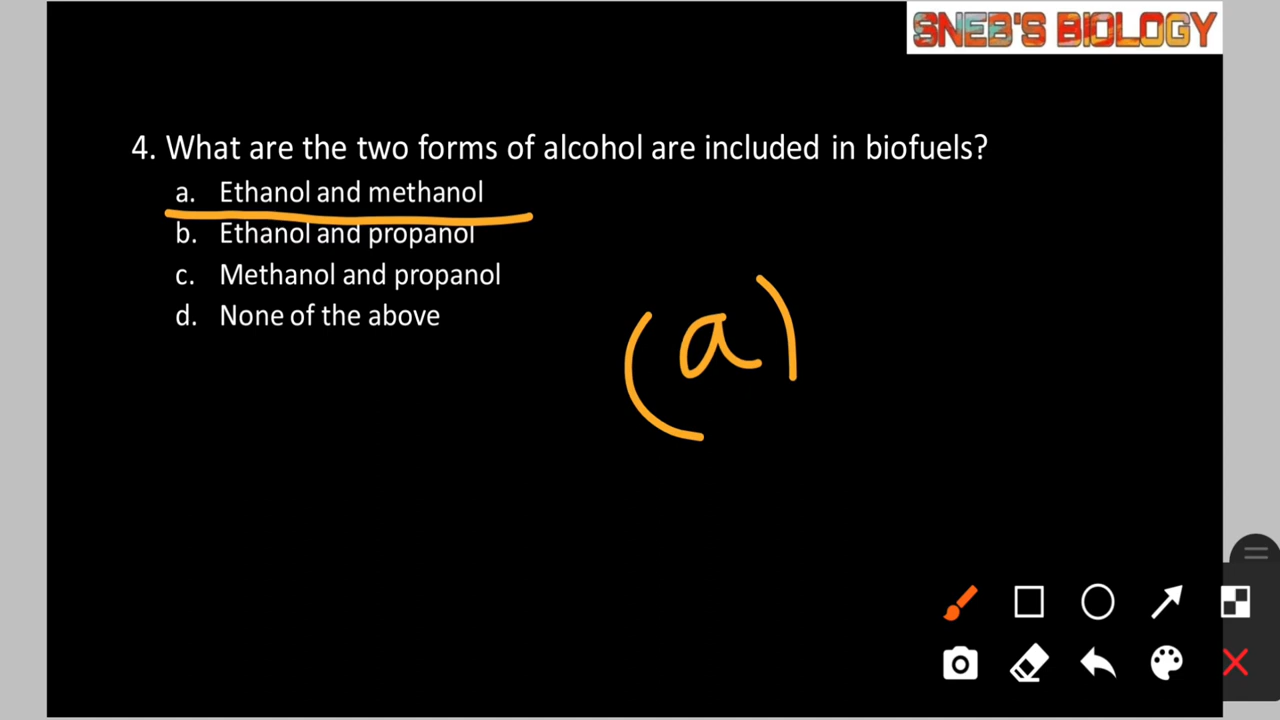 SNEB'S BIOLOGY
4. What are the two forms of alcohol are included in biofuels?
a. Ethanol and methanol
b. Ethanol and propanol
c. Methanol and propanol
d. None of the above
(a)